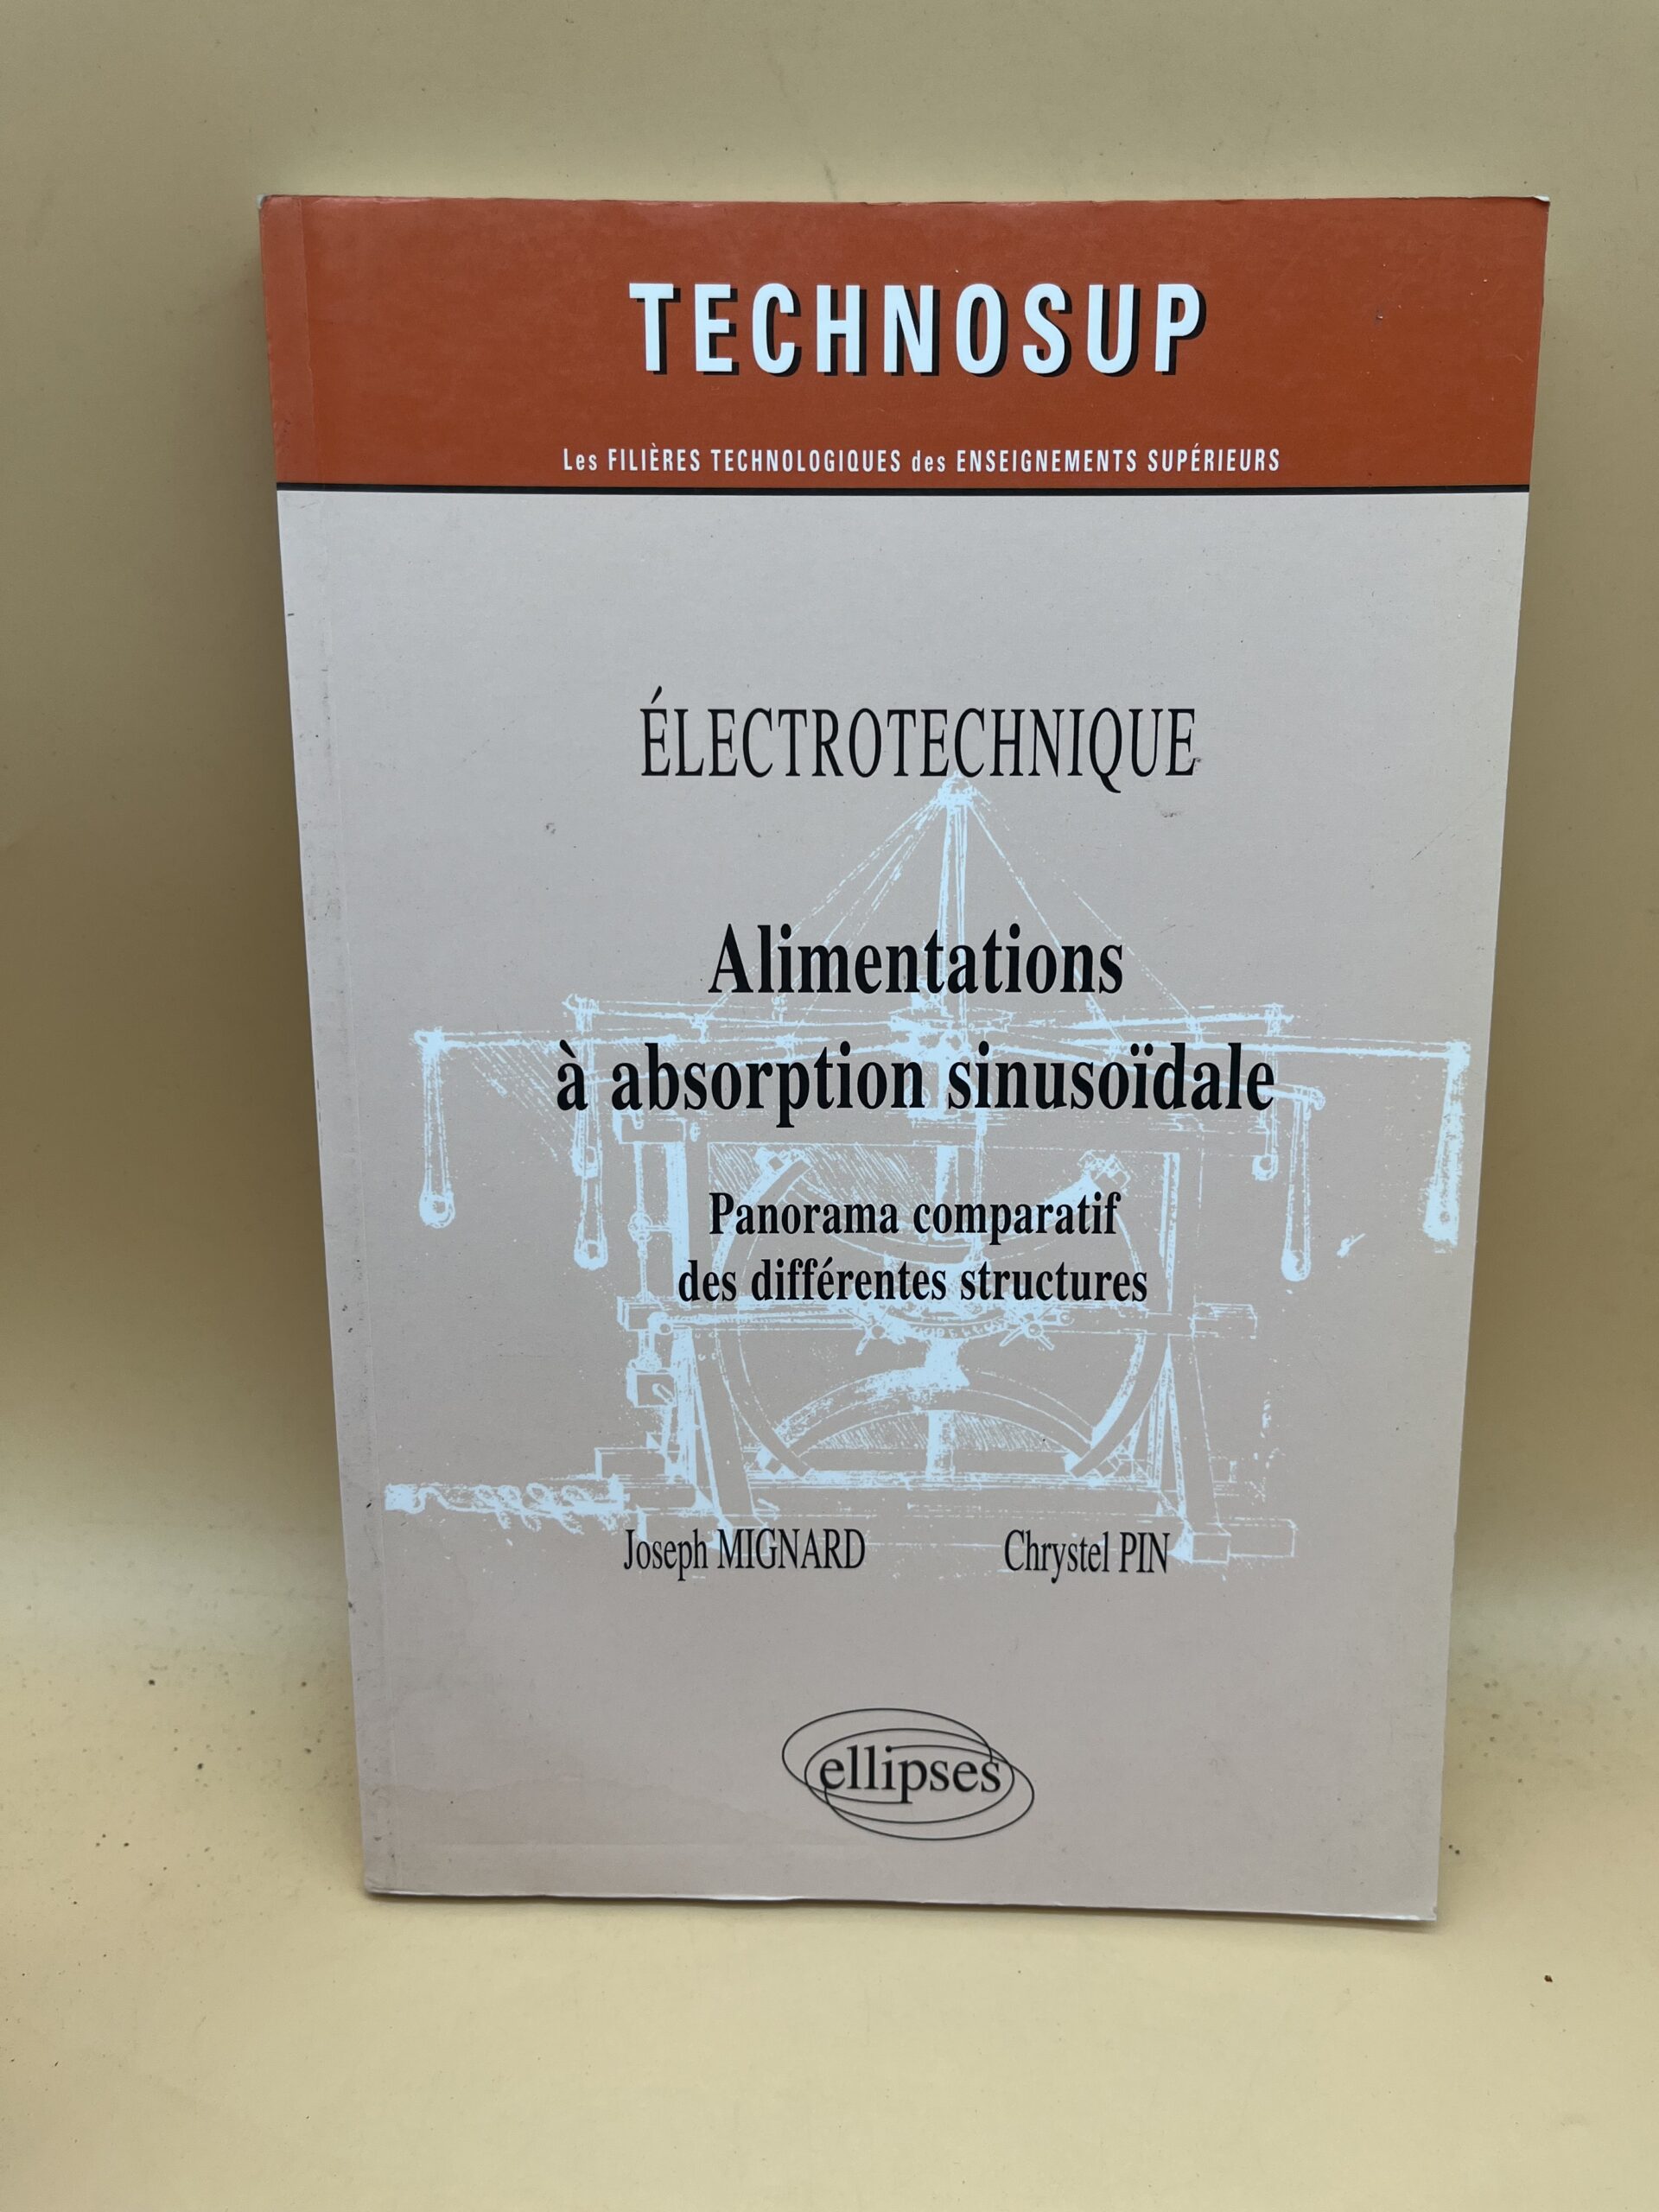 TECHNOSUP
Les FILIÈRES TECHNOLOGIQUES des ENSEIGNEMENTS SUPÉRIEURS
ÉLECTROTECHNIQUE
Alimentations
à absorption sinusoïdale
Panorama comparatif
des différentes structures
Joseph MIGNARD Chrystel PIN
ellipses